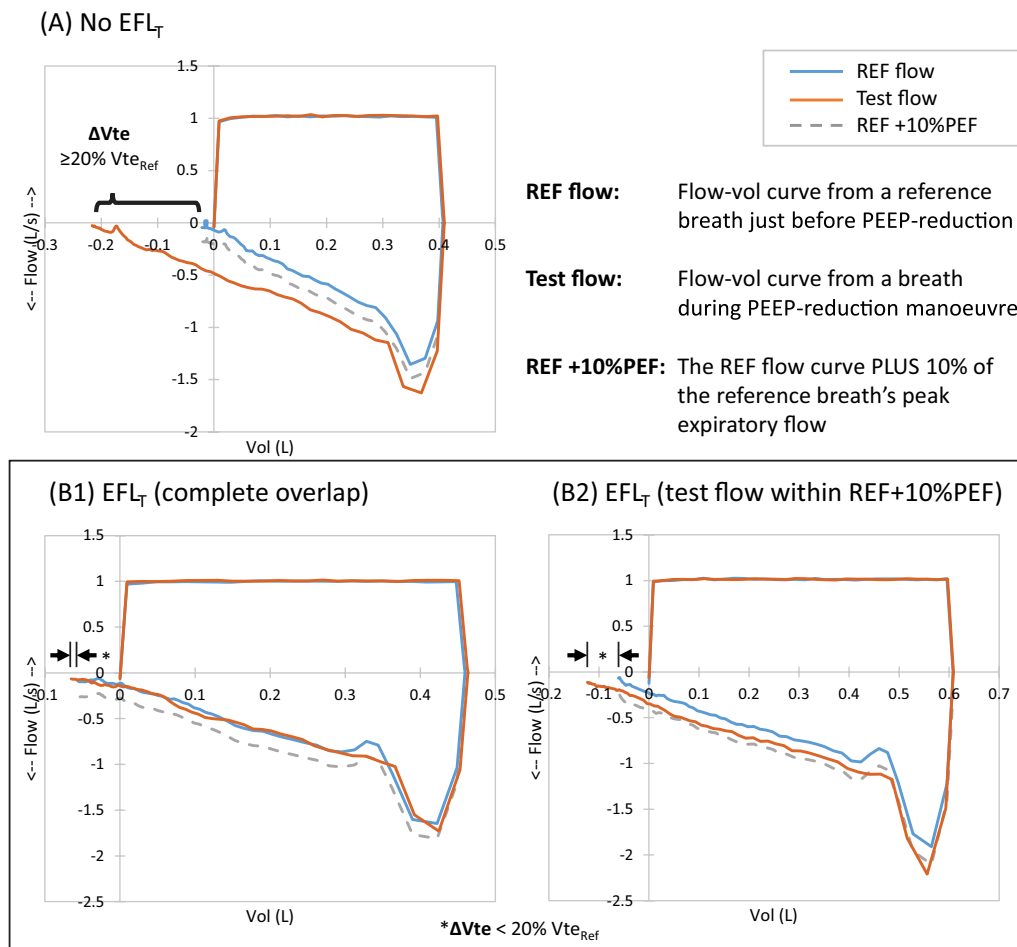 (A) No EFL_T
REF flow
Test flow
REF +10%PEF
ΔVte
≥20% Vte_Ref
1.5
1
0.5
0
-0.5
-1
-1.5
-2
0.3
-0.2
-0.1
0
0.1
0.2
0.3
0.4
0.5
<-- Flow (L/s) -->
Vol (L)
REF flow: Flow-vol curve from a reference
breath just before PEEP-reduction
Test flow: Flow-vol curve from a breath
during PEEP-reduction manoeuvre
REF +10%PEF: The REF flow curve PLUS 10% of
the reference breath’s peak
expiratory flow
(B1) EFL_T (complete overlap)
1.5
1
0.5
0
-0.5
-1
-1.5
-2
-2.5
*
0.1
0
0.1
0.2
0.3
0.4
0.5
<-- Flow (L/s) -->
Vol (L)
(B2) EFL_T (test flow within REF+10%PEF)
1.5
1
0.5
0
-0.5
-1
-1.5
-2
-2.5
*
0.2
-0.1
0
0.1
0.2
0.3
0.4
0.5
0.6
0.7
<-- Flow (L/s) -->
Vol (L)
*ΔVte < 20% Vte_Ref